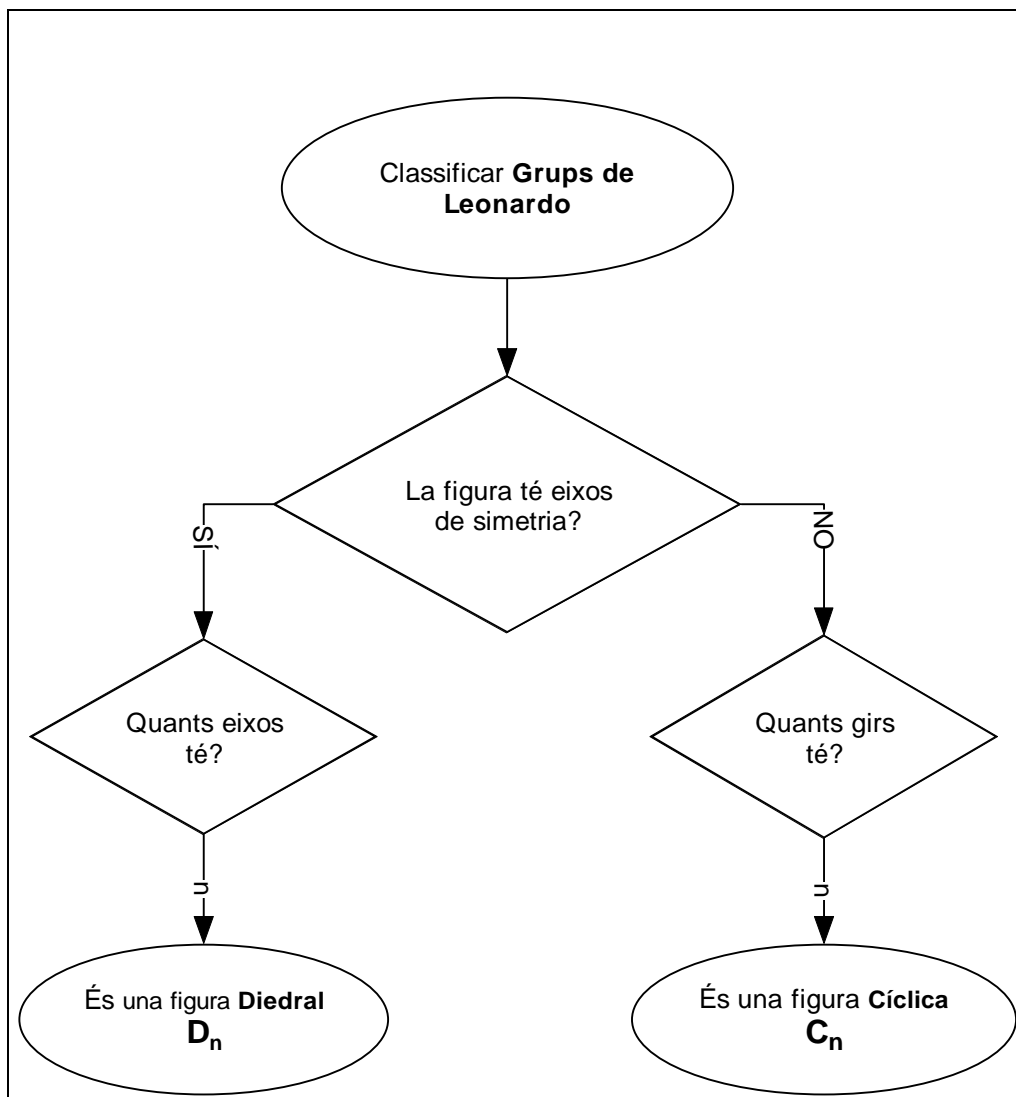 Classificar Grups de
Leonardo
La figura té eixos
de simetria?
SÍ
NO
Quants eixos
té?
Quants girs
té?
n
n
És una figura Diedral
Dn
És una figura Cíclica
Cn